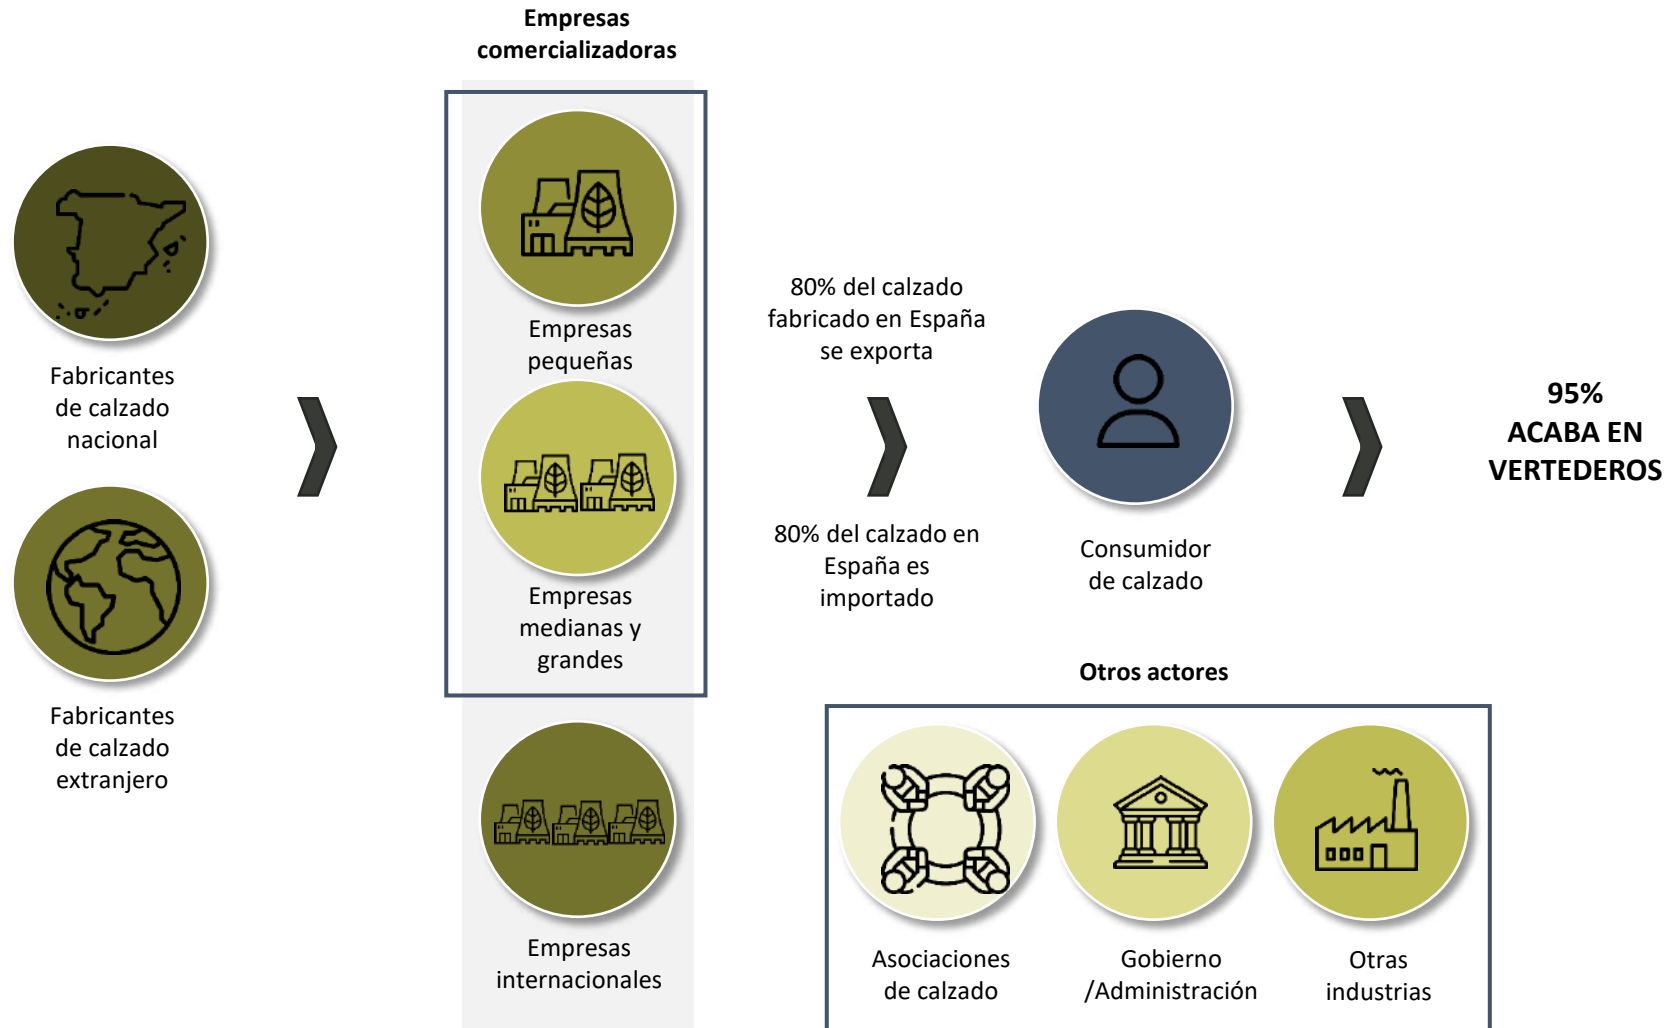 Empresas
comercializadoras
Fabricantes
de calzado
nacional
Fabricantes
de calzado
extranjero
Empresas
pequeñas
Empresas
medianas y
grandes
Empresas
internacionales
80% del calzado
fabricado en España
se exporta
80% del calzado en
España es
importado
Consumidor
de calzado
95%
ACABA EN
VERTEDEROS
Otros actores
Asociaciones
de calzado
Gobierno
/Administración
Otras
industrias